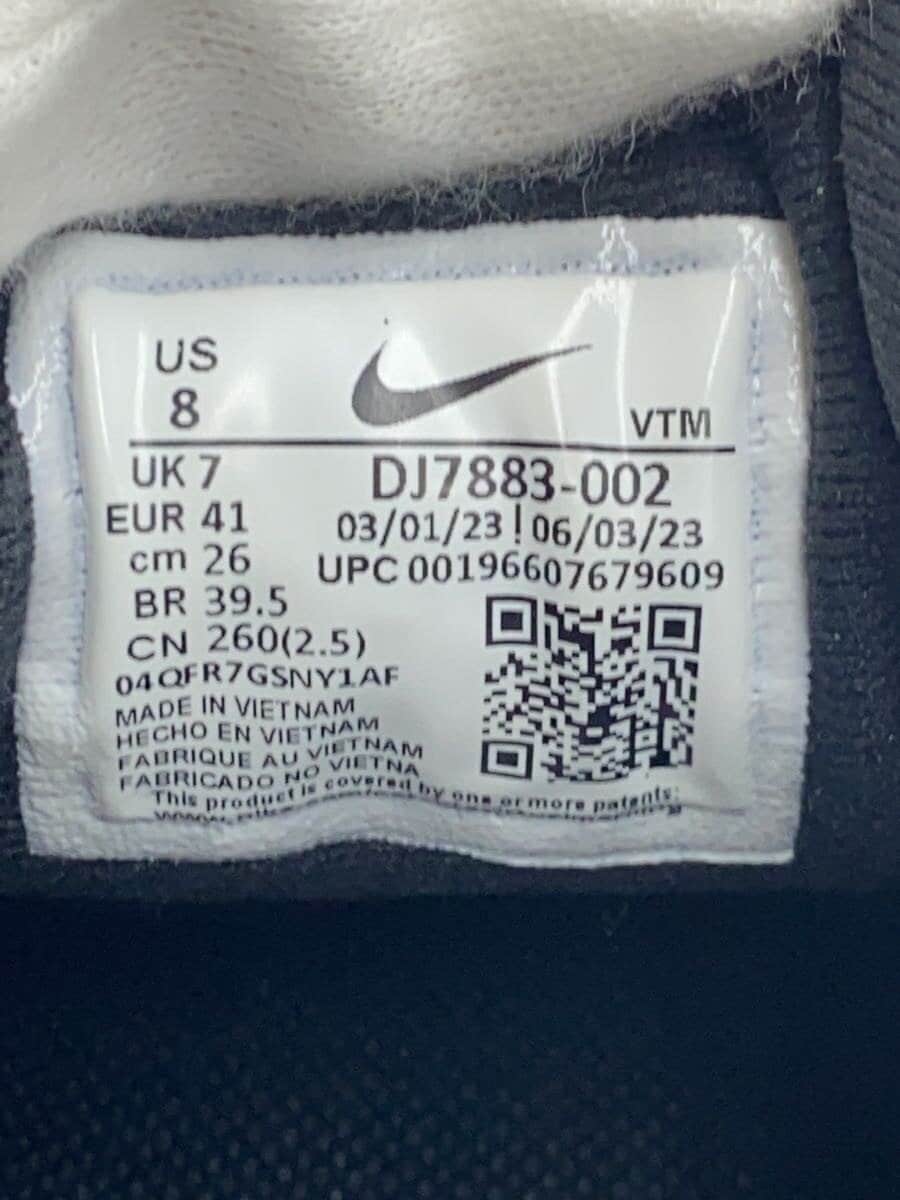 US
8
VTM
UK 7
EUR 41
cm 26
BR 39.5
CN 260(2.5)
DJ7883-002
03/01/23 ! 06/03/23
UPC 00196607679609
04QFR7GSNY1AF
MADE IN VIETNAM
HECHO EN VIETNAM
FABRIQUE AU VIETNAM
FABRICADO NO VIETNA
This product is covered by one or more patents: